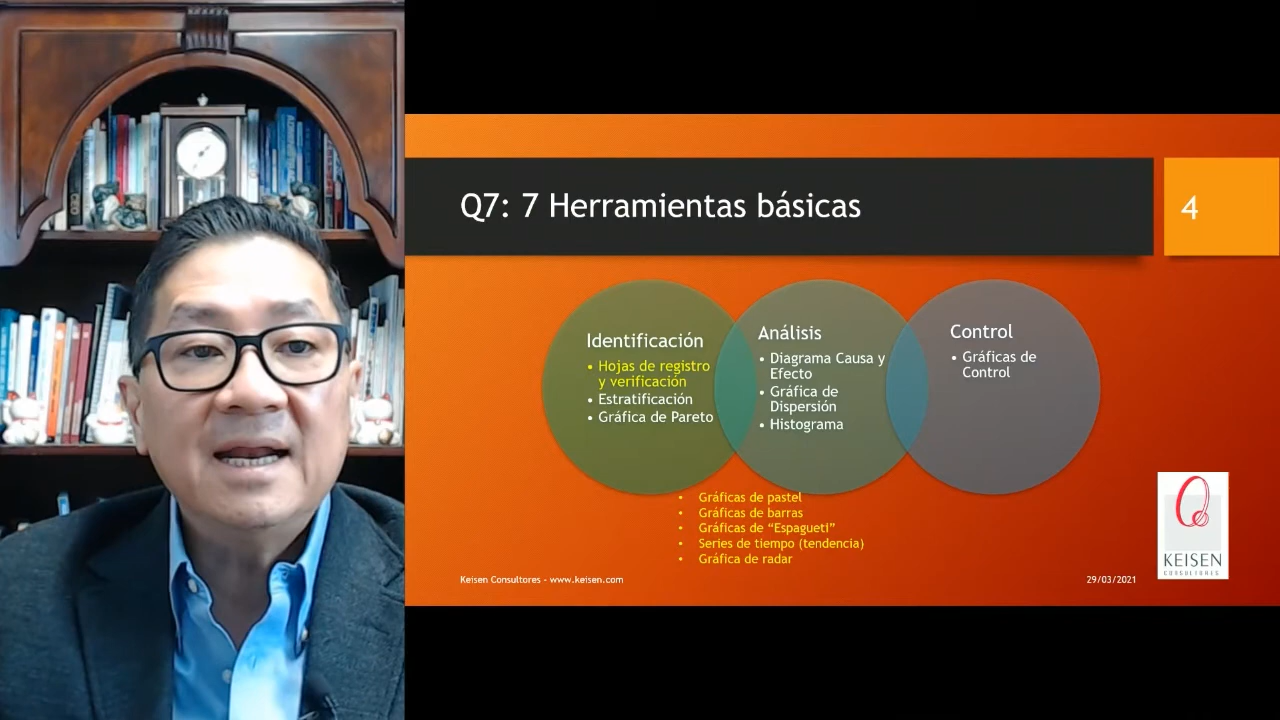 Q7: 7 Herramientas básicas
4
Identificación
• Hojas de registro
y verificación
• Estratificación
• Gráfica de Pareto
Análisis
• Diagrama Causa y
Efecto
• Gráfica de
Dispersión
• Histograma
Control
• Gráficas de
Control
• Gráficas de pastel
• Gráficas de barras
• Gráficas de “Espagueti”
• Series de tiempo (tendencia)
• Gráfica de radar
Keisen Consultores - www.keisen.com
29/03/2021
KEISEN
CONSULTORES